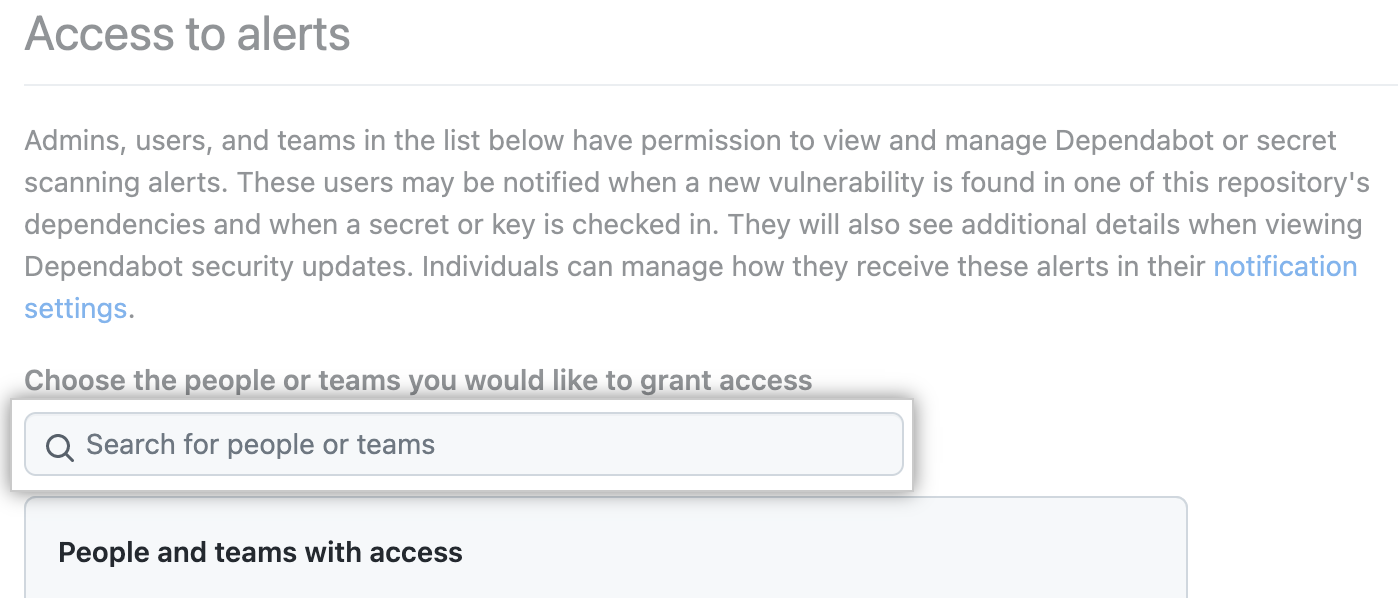 Access to alerts
Admins, users, and teams in the list below have permission to view and manage Dependabot or secret
scanning alerts. These users may be notified when a new vulnerability is found in one of this repository's
dependencies and when a secret or key is checked in. They will also see additional details when viewing
Dependabot security updates. Individuals can manage how they receive these alerts in their notification
settings.
Choose the people or teams you would like to grant access
Search for people or teams
People and teams with access